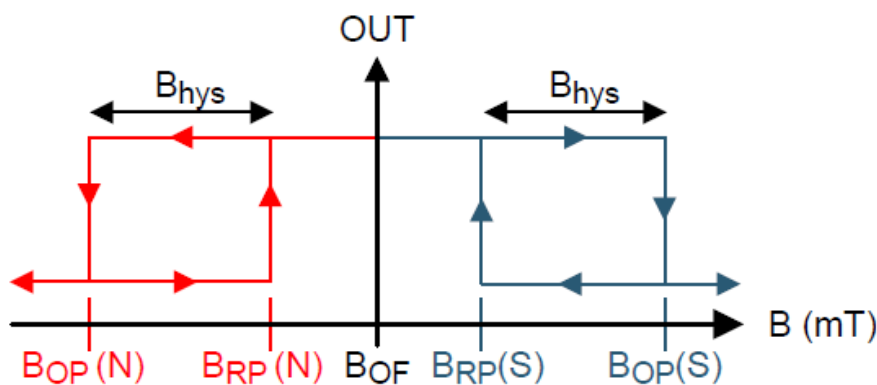 OUT
Bhys Bhys
B (mT)
BOP (N) BRP (N) BOF BRP(S) BOP(S)